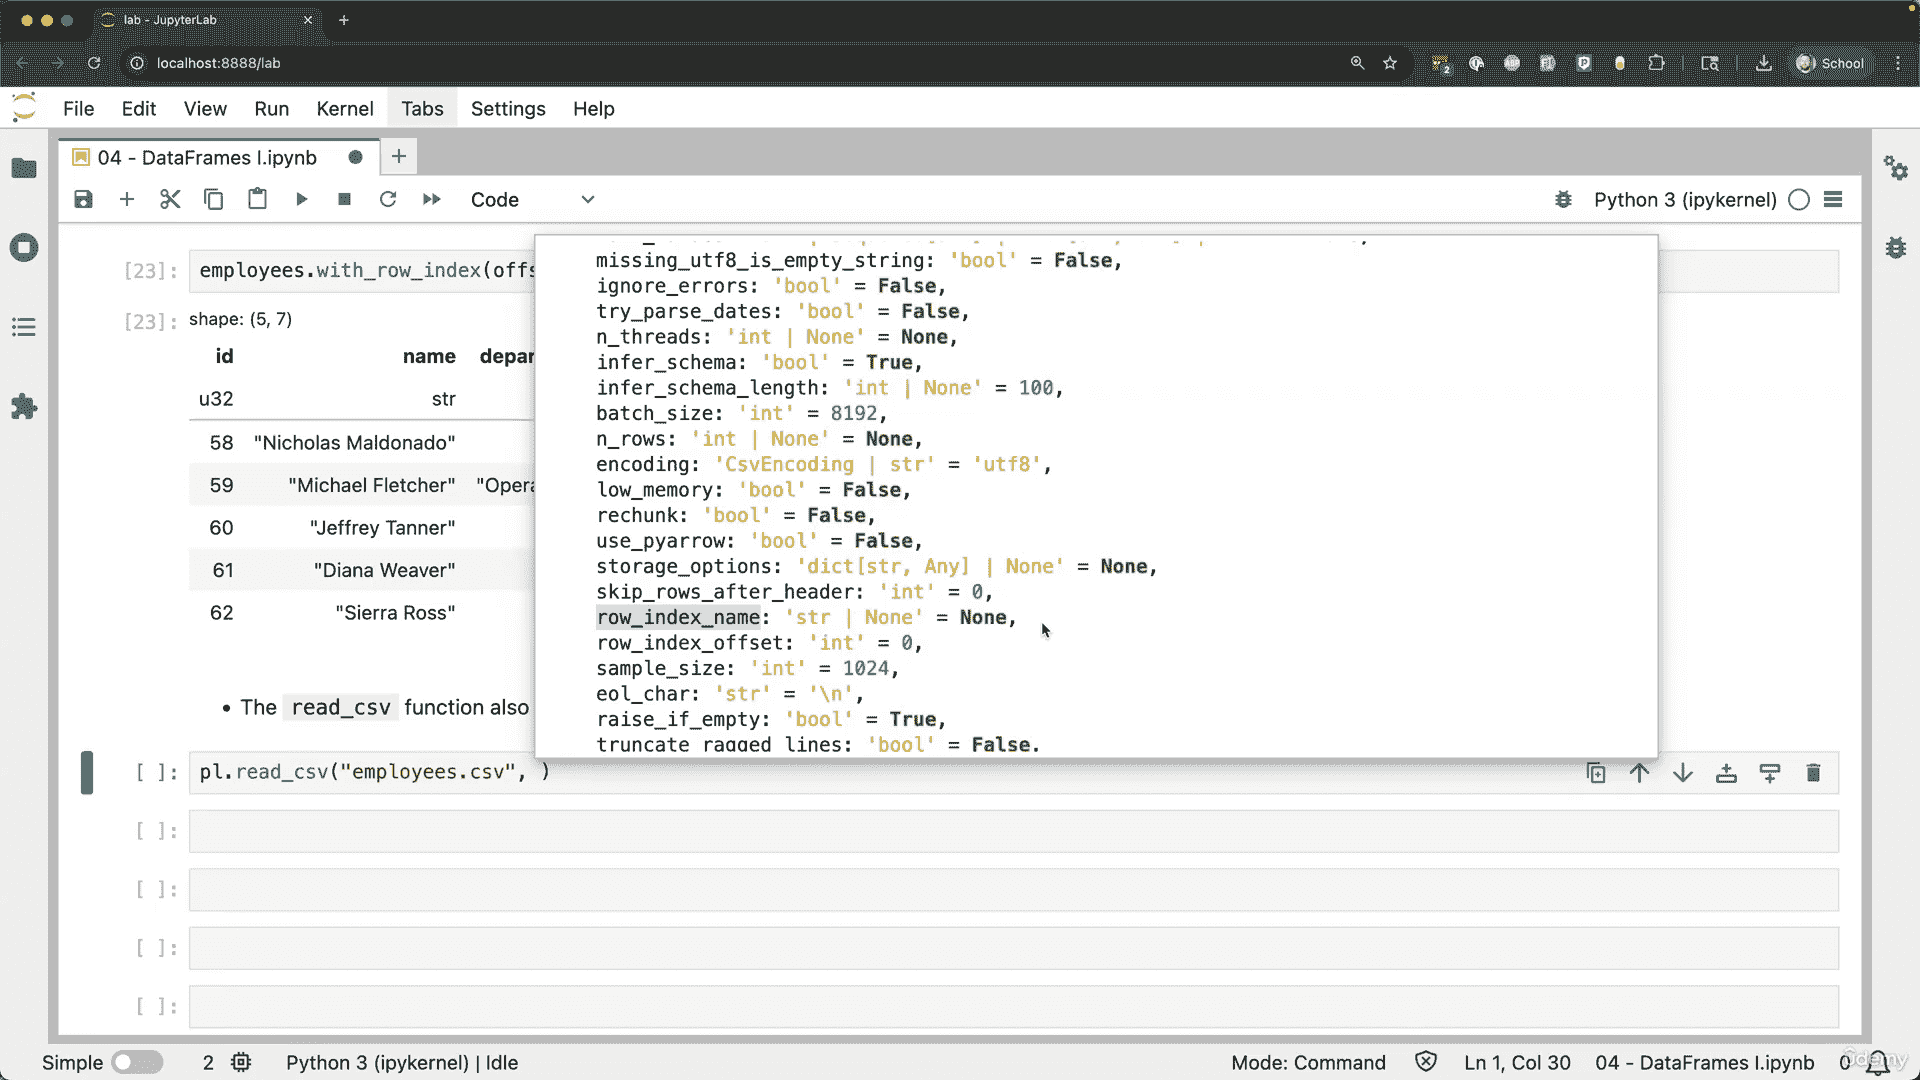 lab - JupyterLab
localhost:8888/lab
2
School
File Edit View Run Kernel Tabs Settings Help
04 - DataFrames I.ipynb
Code
Python 3 (ipykernel)
[23]: employees.with_row_index(offs
[23]: shape: (5, 7)
id name depar
u32 str
58 "Nicholas Maldonado"
59 "Michael Fletcher" "Opera
60 "Jeffrey Tanner"
61 "Diana Weaver"
62 "Sierra Ross"
missing_utf8_is_empty_string: 'bool' = False,
ignore_errors: 'bool' = False,
try_parse_dates: 'bool' = False,
n_threads: 'int | None' = None,
infer_schema: 'bool' = True,
infer_schema_length: 'int | None' = 100,
batch_size: 'int' = 8192,
n_rows: 'int | None' = None,
encoding: 'CsvEncoding | str' = 'utf8',
low_memory: 'bool' = False,
rechunk: 'bool' = False,
use_pyarrow: 'bool' = False,
storage_options: 'dict[str, Any] | None' = None,
skip_rows_after_header: 'int' = 0,
row_index_name: 'str | None' = None,
row_index_offset: 'int' = 0,
sample_size: 'int' = 1024,
eol_char: 'str' = '\n',
raise_if_empty: 'bool' = True,
truncate_ragged_lines: 'bool' = False,
• The read_csv function also
[ ]: pl.read_csv("employees.csv", )
[ ]:
[ ]:
[ ]:
[ ]:
Simple 2 Python 3 (ipykernel) | Idle Mode: Command Ln 1, Col 30 04 - DataFrames I.ipynb 0
Udemy